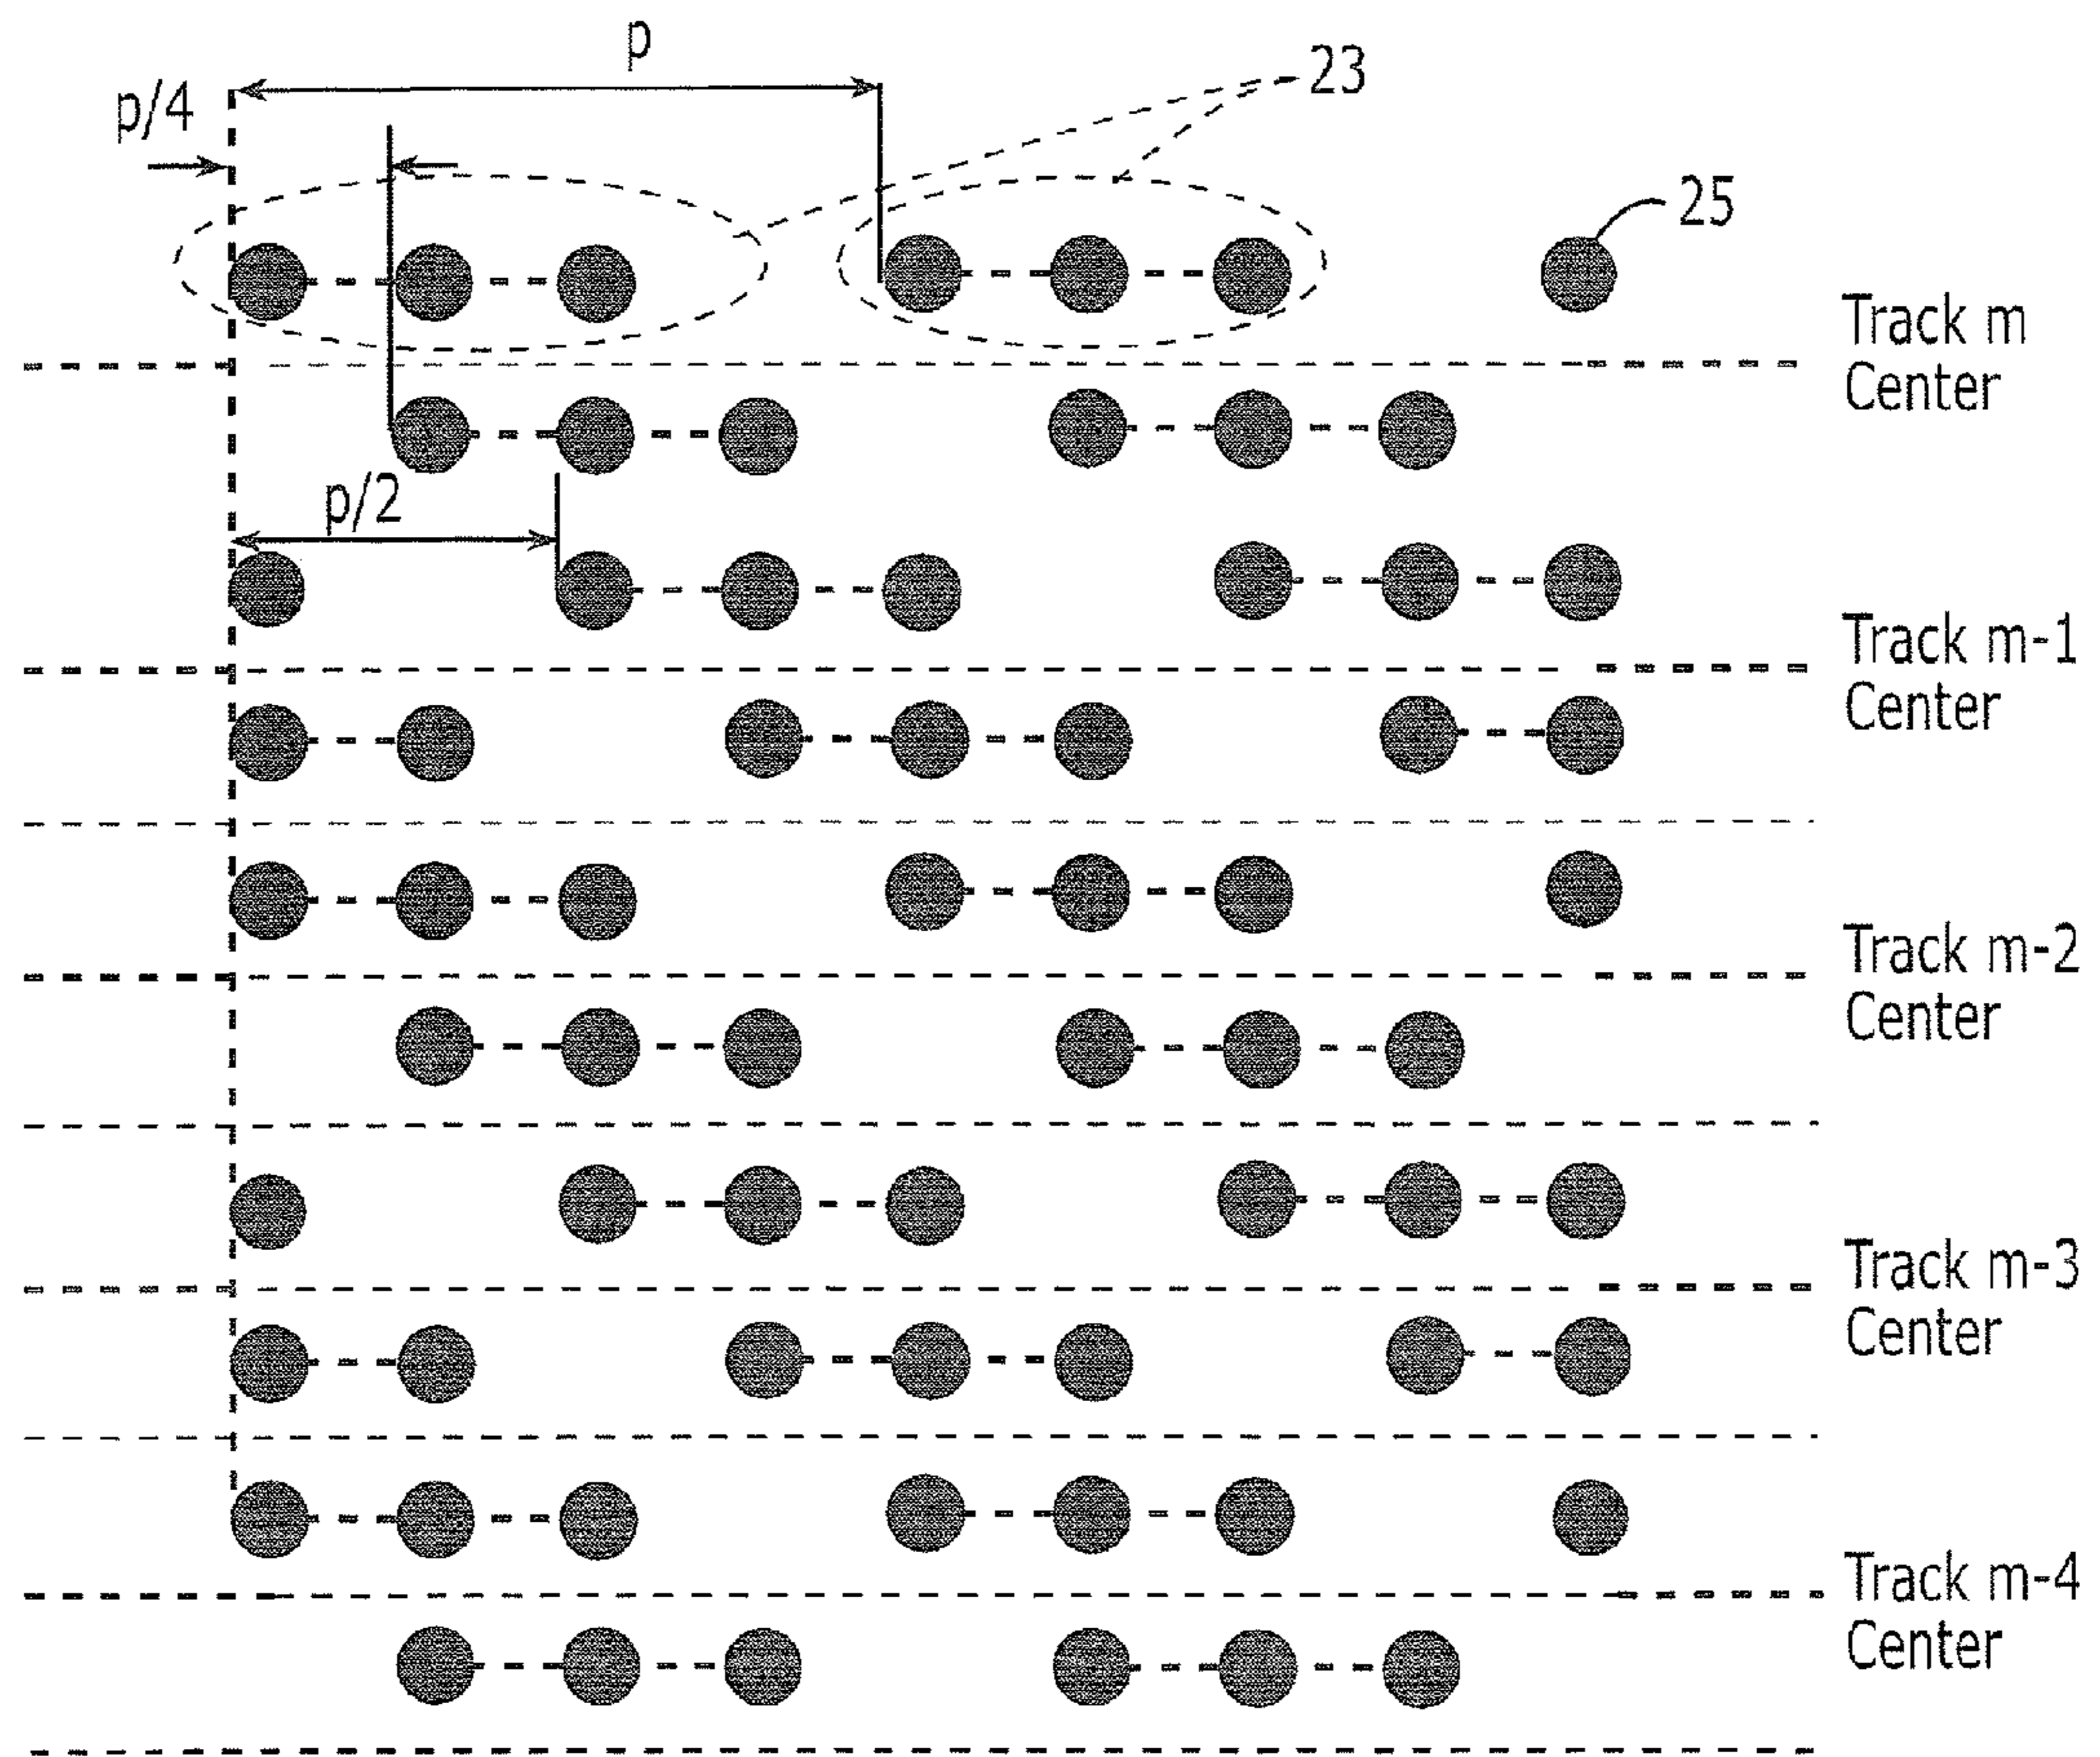 p
p/4
23
25
Track m
Center
p/2
Track m-1
Center
Track m-2
Center
Track m-3
Center
Track m-4
Center